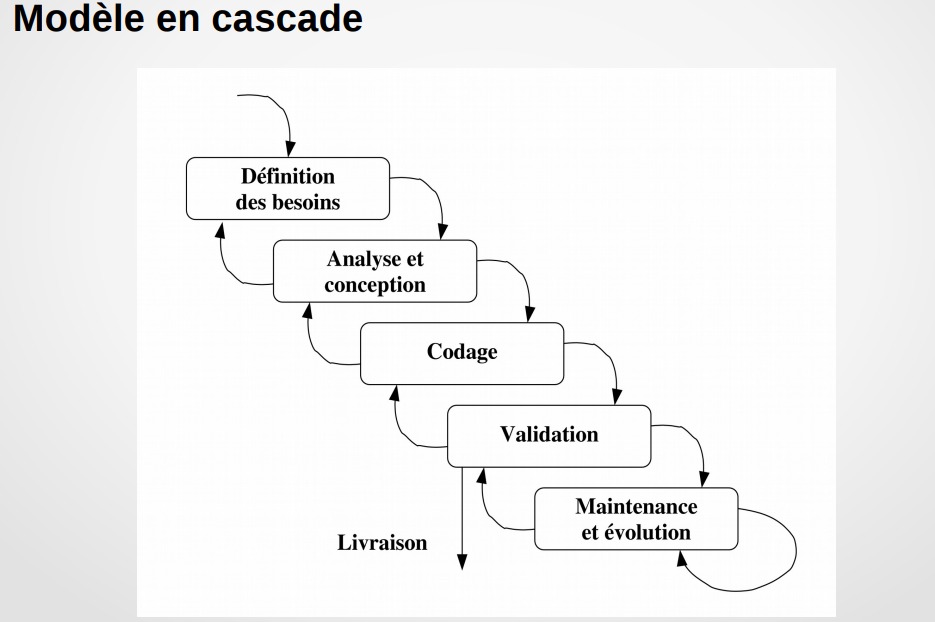 Modèle en cascade
Définition
des besoins
Analyse et
conception
Codage
Validation
Maintenance
et évolution
Livraison